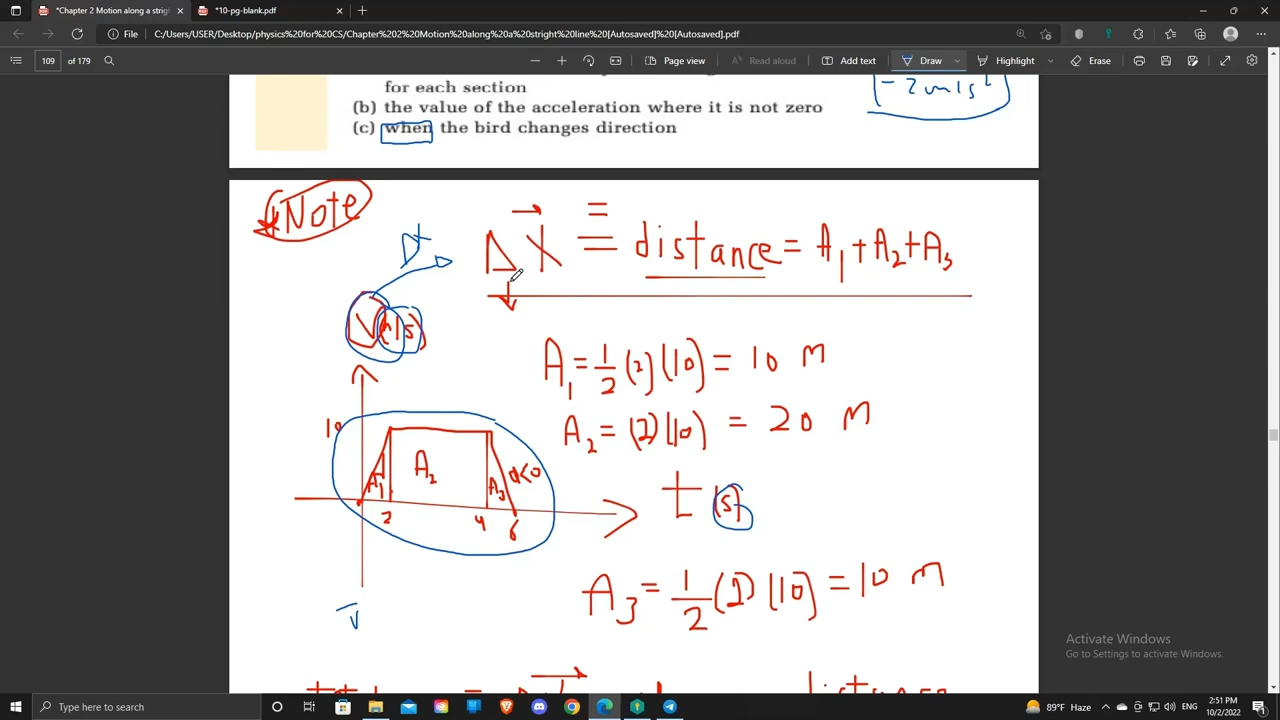 *Chapter 2 Motion along a strigh
*10-pg-blank.pdf
File
C:/Users/USER/Desktop/physics%20for%20CS/Chapter%202%20Motion%20along%20a%20stright%20line%20[Autosaved]%20[Autosaved].pdf
109 of 179
Page view
Read aloud
Add text
Draw
Highlight
Erase
for each section
-2 m/s²
(b) the value of the acceleration where it is not zero
(c) when the bird changes direction
*Note
Δx = distance = A1+A2+A3
V(m/s)
A1 = 1/2 (2)(10) = 10 m
A2 = (2)(10) = 20 m
10
A1 A2 A3 a<0
2 4 6
t (s)
A3 = 1/2 (2)(10) = 10 m
distance
Activate Windows
Go to Settings to activate Windows.
Type here to search
89°F Haze
2:51 PM
10/2/2022